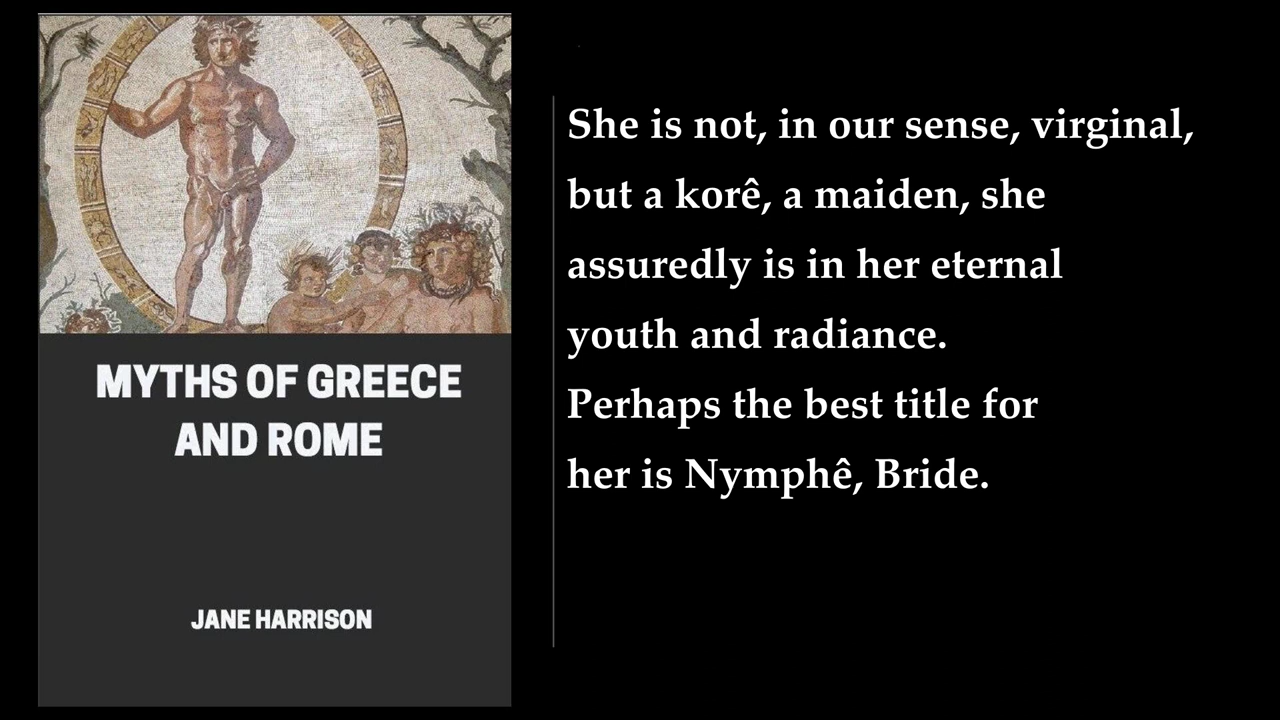 MYTHS OF GREECE
AND ROME
JANE HARRISON
She is not, in our sense, virginal,
but a korê, a maiden, she
assuredly is in her eternal
youth and radiance.
Perhaps the best title for
her is Nymphê, Bride.